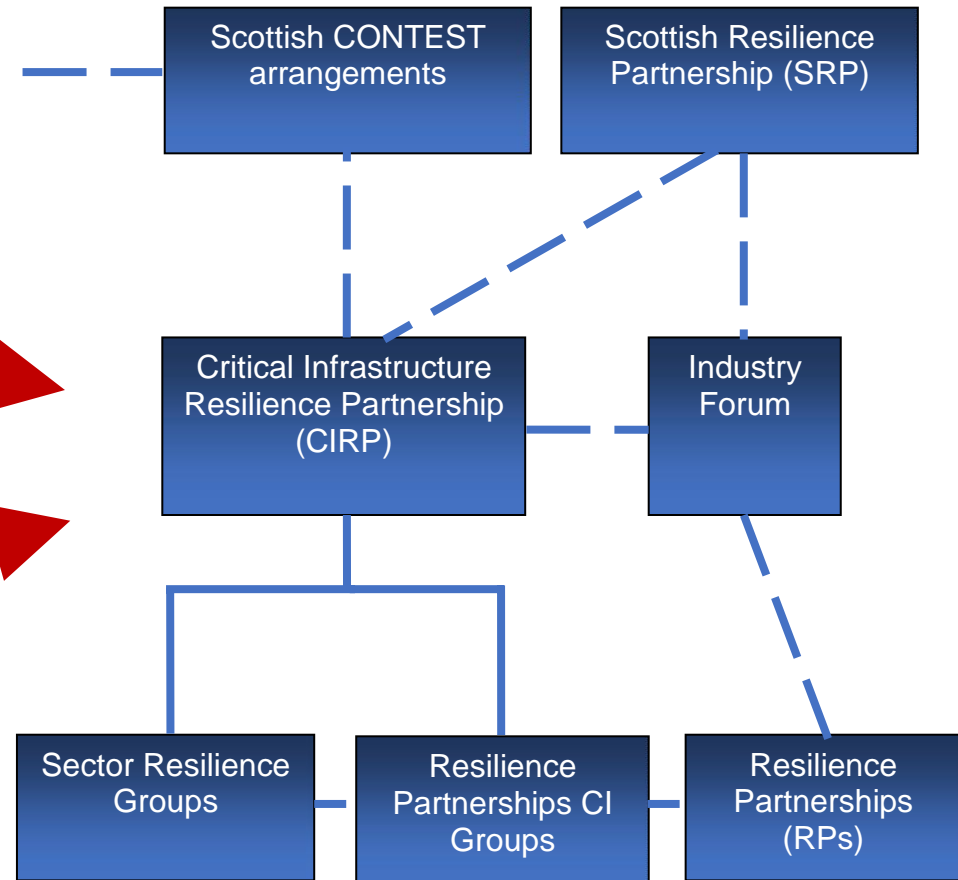 Scottish CONTEST
arrangements
Scottish Resilience
Partnership (SRP)
Critical Infrastructure
Resilience Partnership
(CIRP)
Industry
Forum
Sector Resilience
Groups
Resilience
Partnerships CI
Groups
Resilience
Partnerships
(RPs)